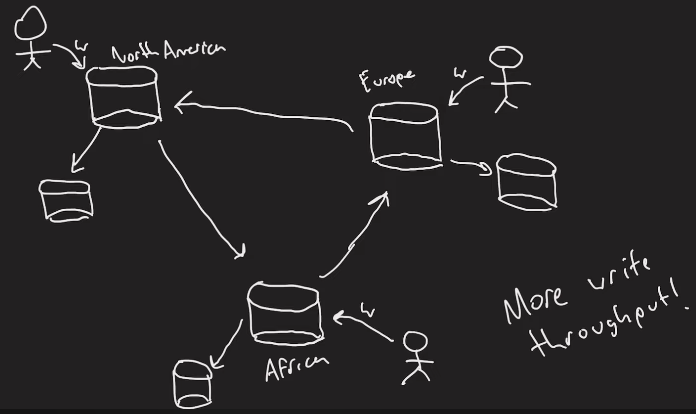 w
North America
Europe
w
w
Africa
More write
throughput!